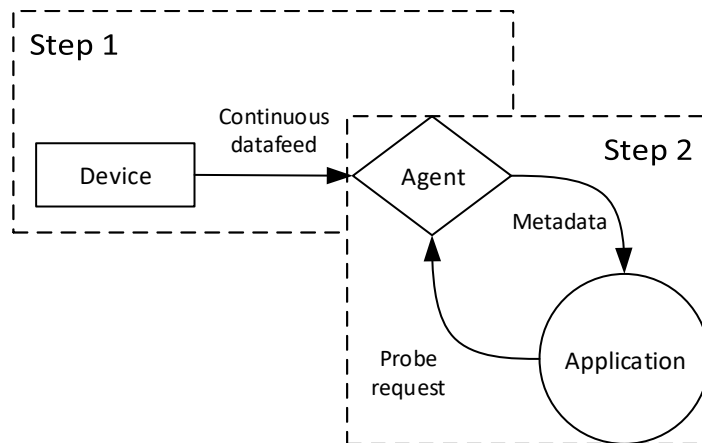 Step 1
Continuous
datafeed
Device
Agent
Step 2
Metadata
Probe
request
Application